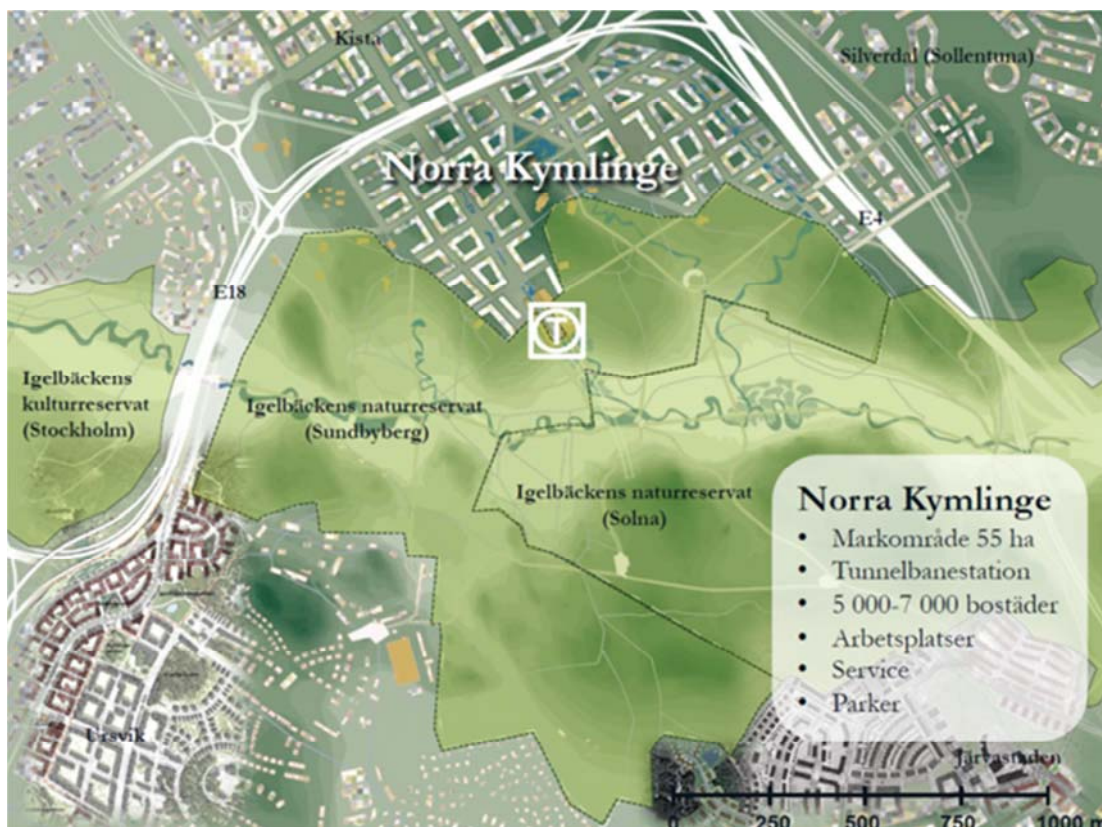 Kista
Silverdal (Sollentuna)
Norra Kymlinge
E4
E18
T
Igelbäckens
kulturreservat
(Stockholm)
Igelbäckens naturreservat
(Sundbyberg)
Igelbäckens naturreservat
(Solna)
Norra Kymlinge
• Markområde 55 ha
• Tunnelbanestation
• 5 000-7 000 bostäder
• Arbetsplatser
• Service
• Parker
Ursvik
Järvastaden
0 250 500 750 1000 m